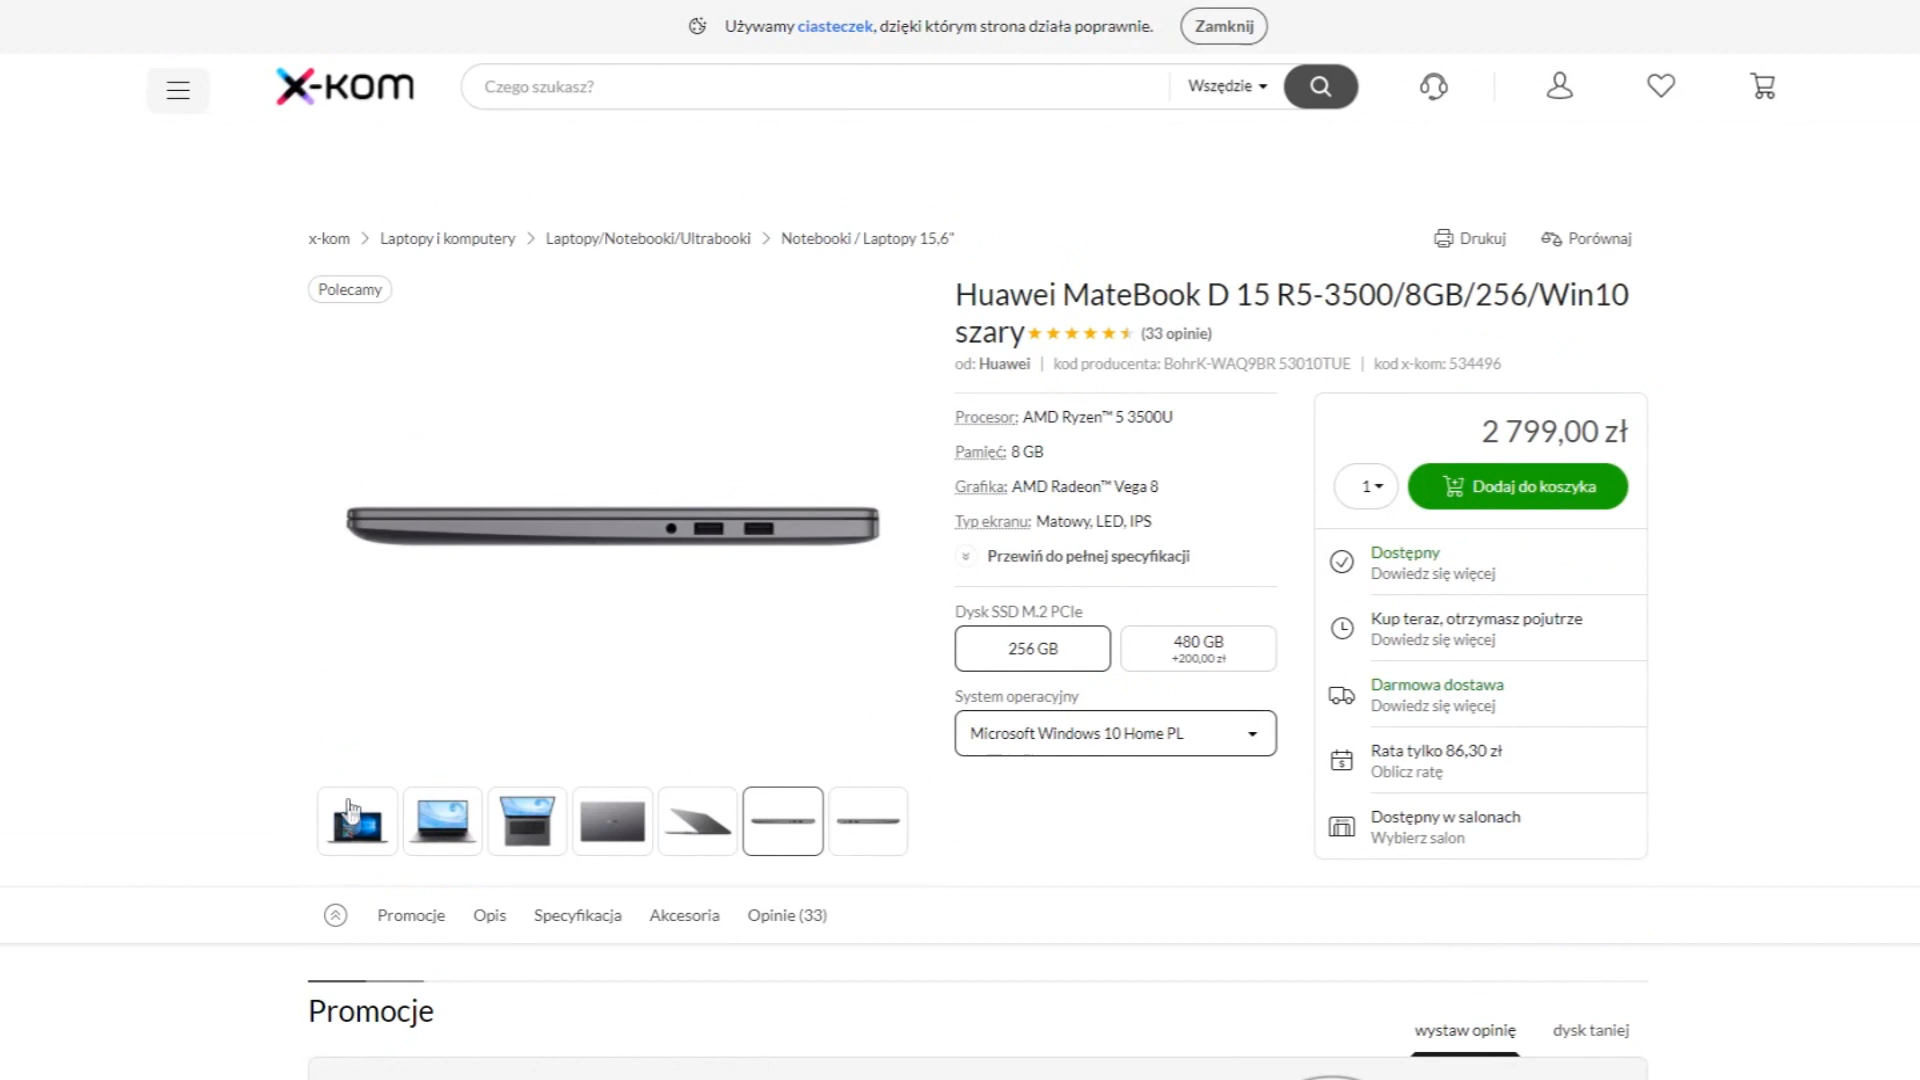 Używamy ciasteczek, dzięki którym strona działa poprawnie.
Zamknij
x-kom
Czego szukasz?
Wszędzie
x-kom > Laptopy i komputery > Laptopy/Notebooki/Ultrabooki > Notebooki / Laptopy 15,6"
Drukuj
Porównaj
Polecamy
Huawei MateBook D 15 R5-3500/8GB/256/Win10
szary (33 opinie)
od: Huawei | kod producenta: BohrK-WAQ9BR 53010TUE | kod x-kom: 534496
Procesor: AMD Ryzen™ 5 3500U
Pamięć: 8 GB
Grafika: AMD Radeon™ Vega 8
Typ ekranu: Matowy, LED, IPS
Przewiń do pełnej specyfikacji
Dysk SSD M.2 PCIe
256 GB
480 GB
+200,00 zł
System operacyjny
Microsoft Windows 10 Home PL
2 799,00 zł
1
Dodaj do koszyka
Dostępny
Dowiedz się więcej
Kup teraz, otrzymasz pojutrze
Dowiedz się więcej
Darmowa dostawa
Dowiedz się więcej
Rata tylko 86,30 zł
Oblicz ratę
Dostępny w salonach
Wybierz salon
Promocje
Opis
Specyfikacja
Akcesoria
Opinie (33)
Promocje
wystaw opinię
dysk taniej